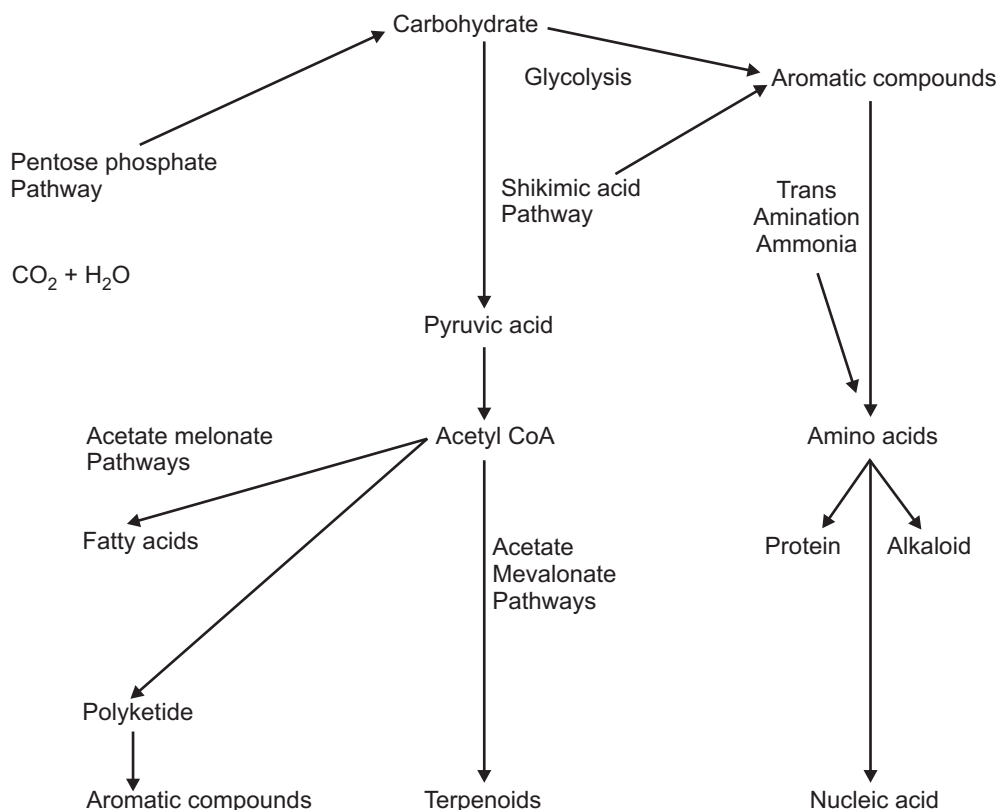 Carbohydrate
Glycolysis
Aromatic compounds
Pentose phosphate
Pathway
Shikimic acid
Pathway
Trans
Amination
Ammonia
CO₂ + H₂O
Pyruvic acid
Acetate melonate
Pathways
Acetyl CoA
Amino acids
Fatty acids
Acetate
Mevalonate
Pathways
Protein
Alkaloid
Polyketide
Aromatic compounds
Terpenoids
Nucleic acid